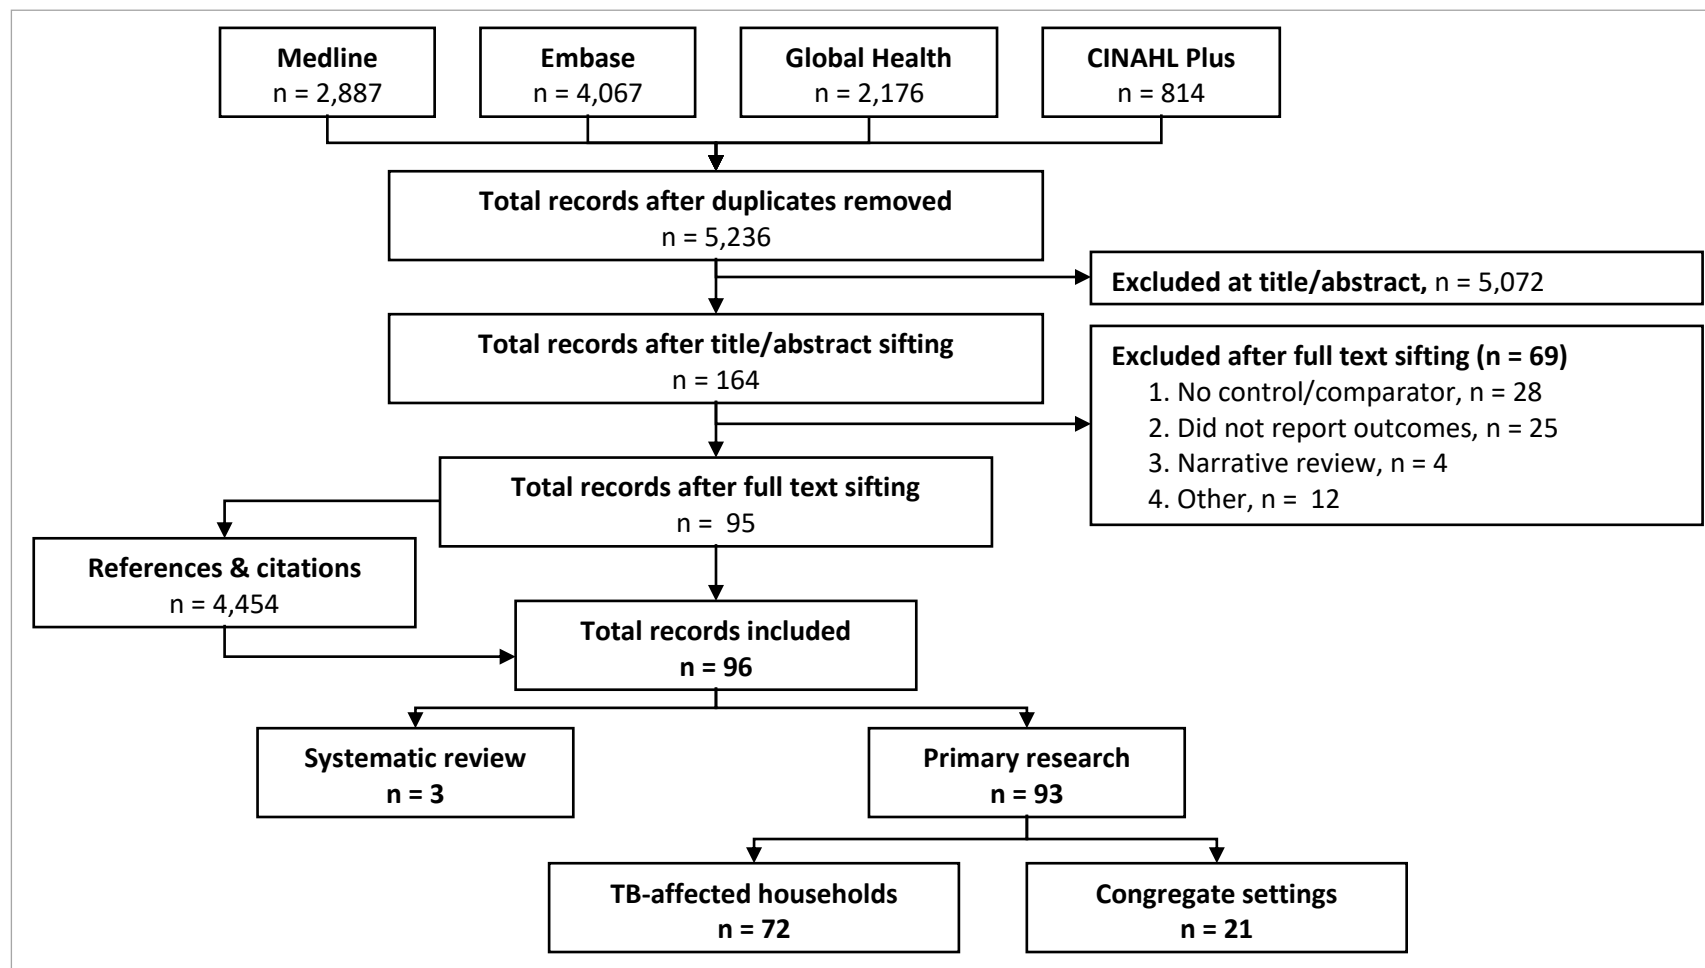 Medline
n = 2,887
Embase
n = 4,067
Global Health
n = 2,176
CINAHL Plus
n = 814
Total records after duplicates removed
n = 5,236
Excluded at title/abstract, n = 5,072
Total records after title/abstract sifting
n = 164
Excluded after full text sifting (n = 69)
1. No control/comparator, n = 28
2. Did not report outcomes, n = 25
3. Narrative review, n = 4
4. Other, n = 12
Total records after full text sifting
n = 95
References & citations
n = 4,454
Total records included
n = 96
Systematic review
n = 3
Primary research
n = 93
TB-affected households
n = 72
Congregate settings
n = 21